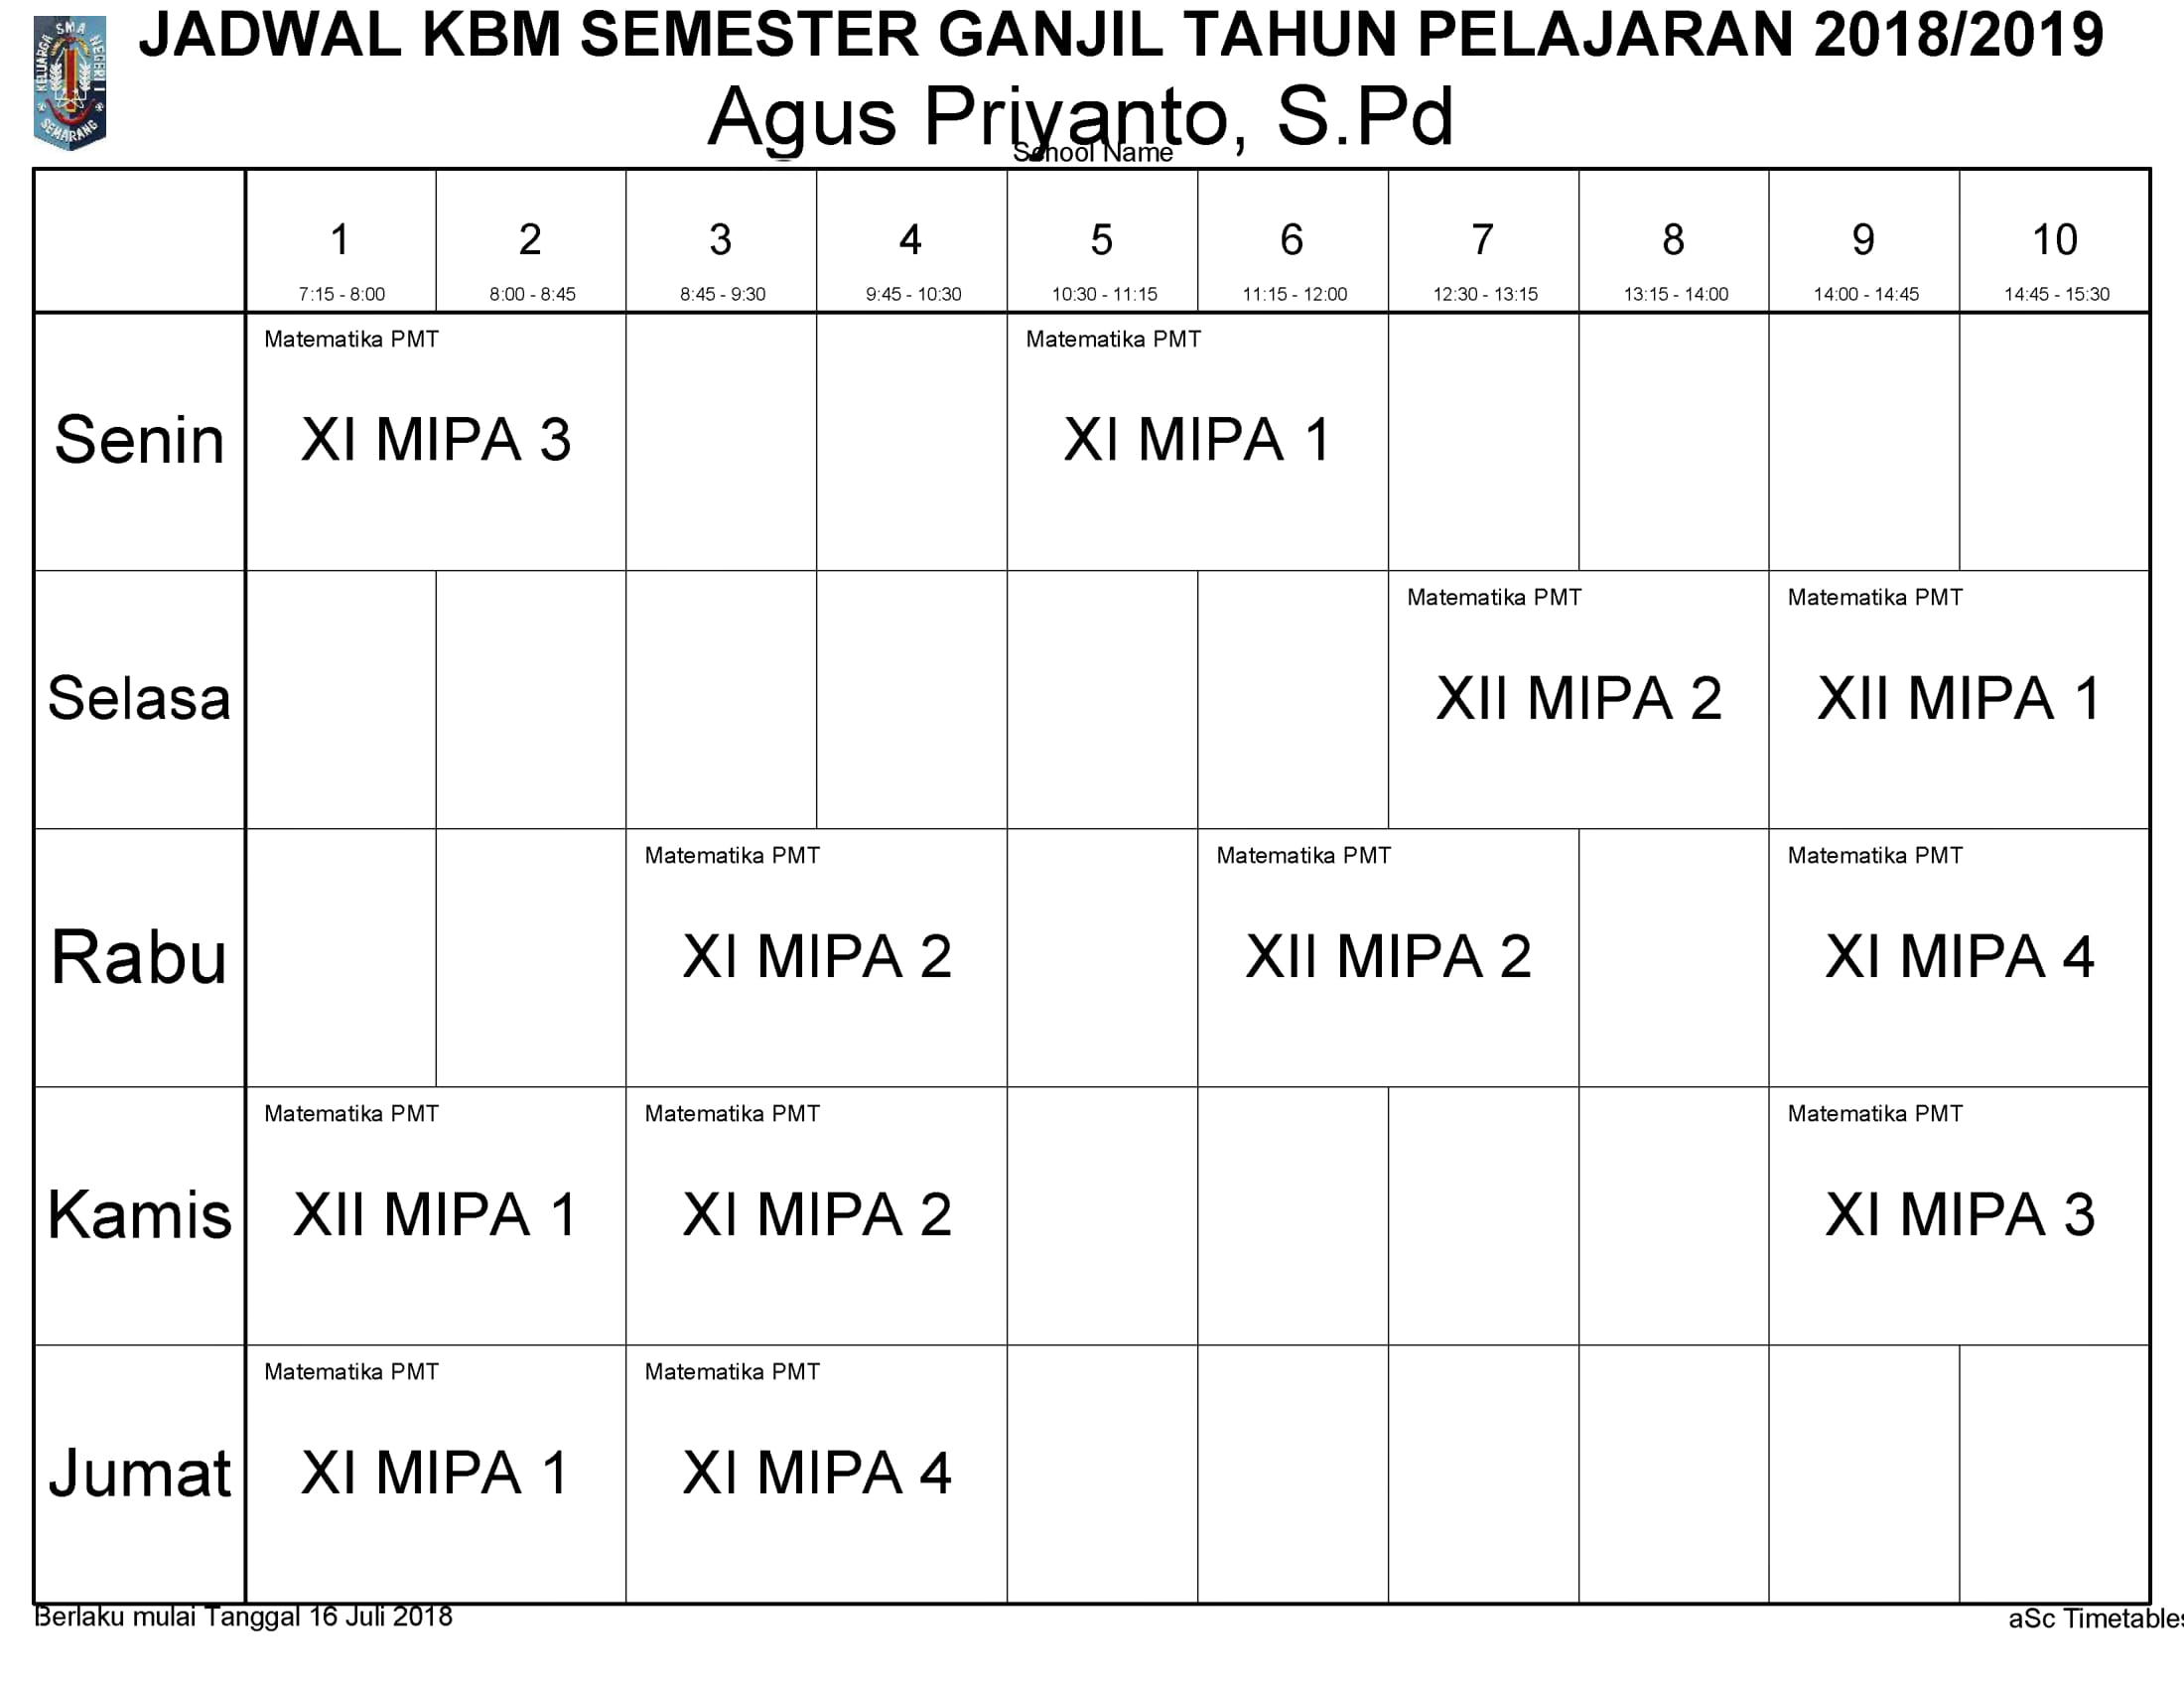 KELUARGA SMA NEGERI 1
SEMARANG
JADWAL KBM SEMESTER GANJIL TAHUN PELAJARAN 2018/2019
Agus Priyanto, S.Pd
School Name
1 2 3 4 5 6 7 8 9 10
7:15 - 8:00 8:00 - 8:45 8:45 - 9:30 9:45 - 10:30 10:30 - 11:15 11:15 - 12:00 12:30 - 13:15 13:15 - 14:00 14:00 - 14:45 14:45 - 15:30
Matematika PMT Matematika PMT
Senin XI MIPA 3 XI MIPA 1
Matematika PMT Matematika PMT
Selasa XII MIPA 2 XII MIPA 1
Matematika PMT Matematika PMT Matematika PMT
Rabu XI MIPA 2 XII MIPA 2 XI MIPA 4
Matematika PMT Matematika PMT Matematika PMT
Kamis XII MIPA 1 XI MIPA 2 XI MIPA 3
Matematika PMT Matematika PMT
Jumat XI MIPA 1 XI MIPA 4
Berlaku mulai Tanggal 16 Juli 2018
aSc Timetables